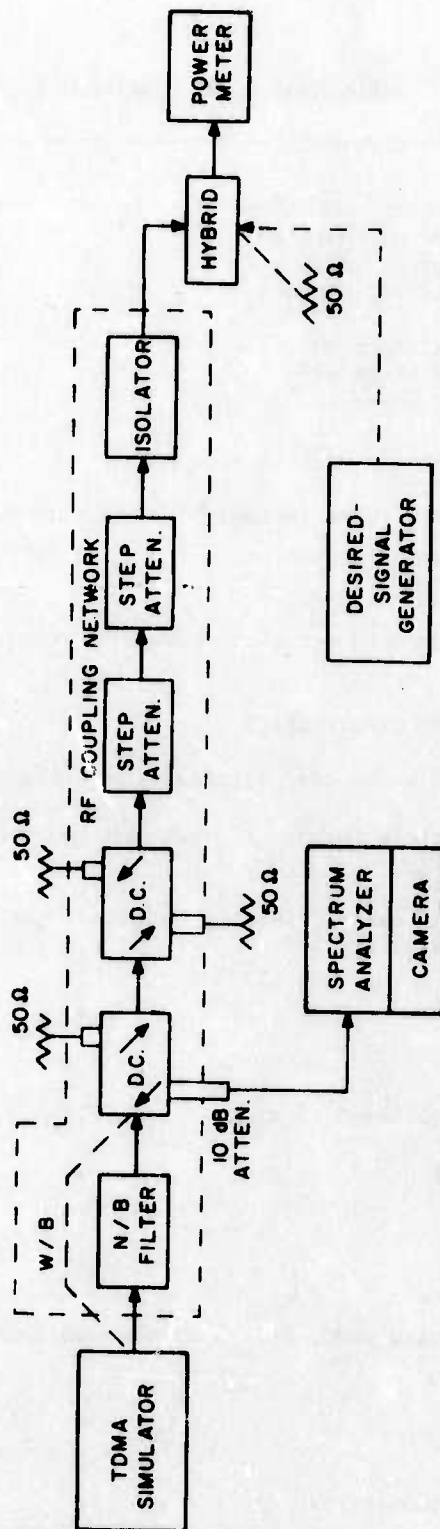 TDMA
SIMULATOR
W/B
N/B
FILTER
50 Ω
D.C.
10 dB
ATTEN.
SPECTRUM
ANALYZER
CAMERA
50 Ω
D.C.
50 Ω
RF COUPLING NETWORK
STEP
ATTEN.
STEP
ATTEN.
ISOLATOR
HYBRID
50 Ω
POWER
METER
DESIRED-
SIGNAL
GENERATOR